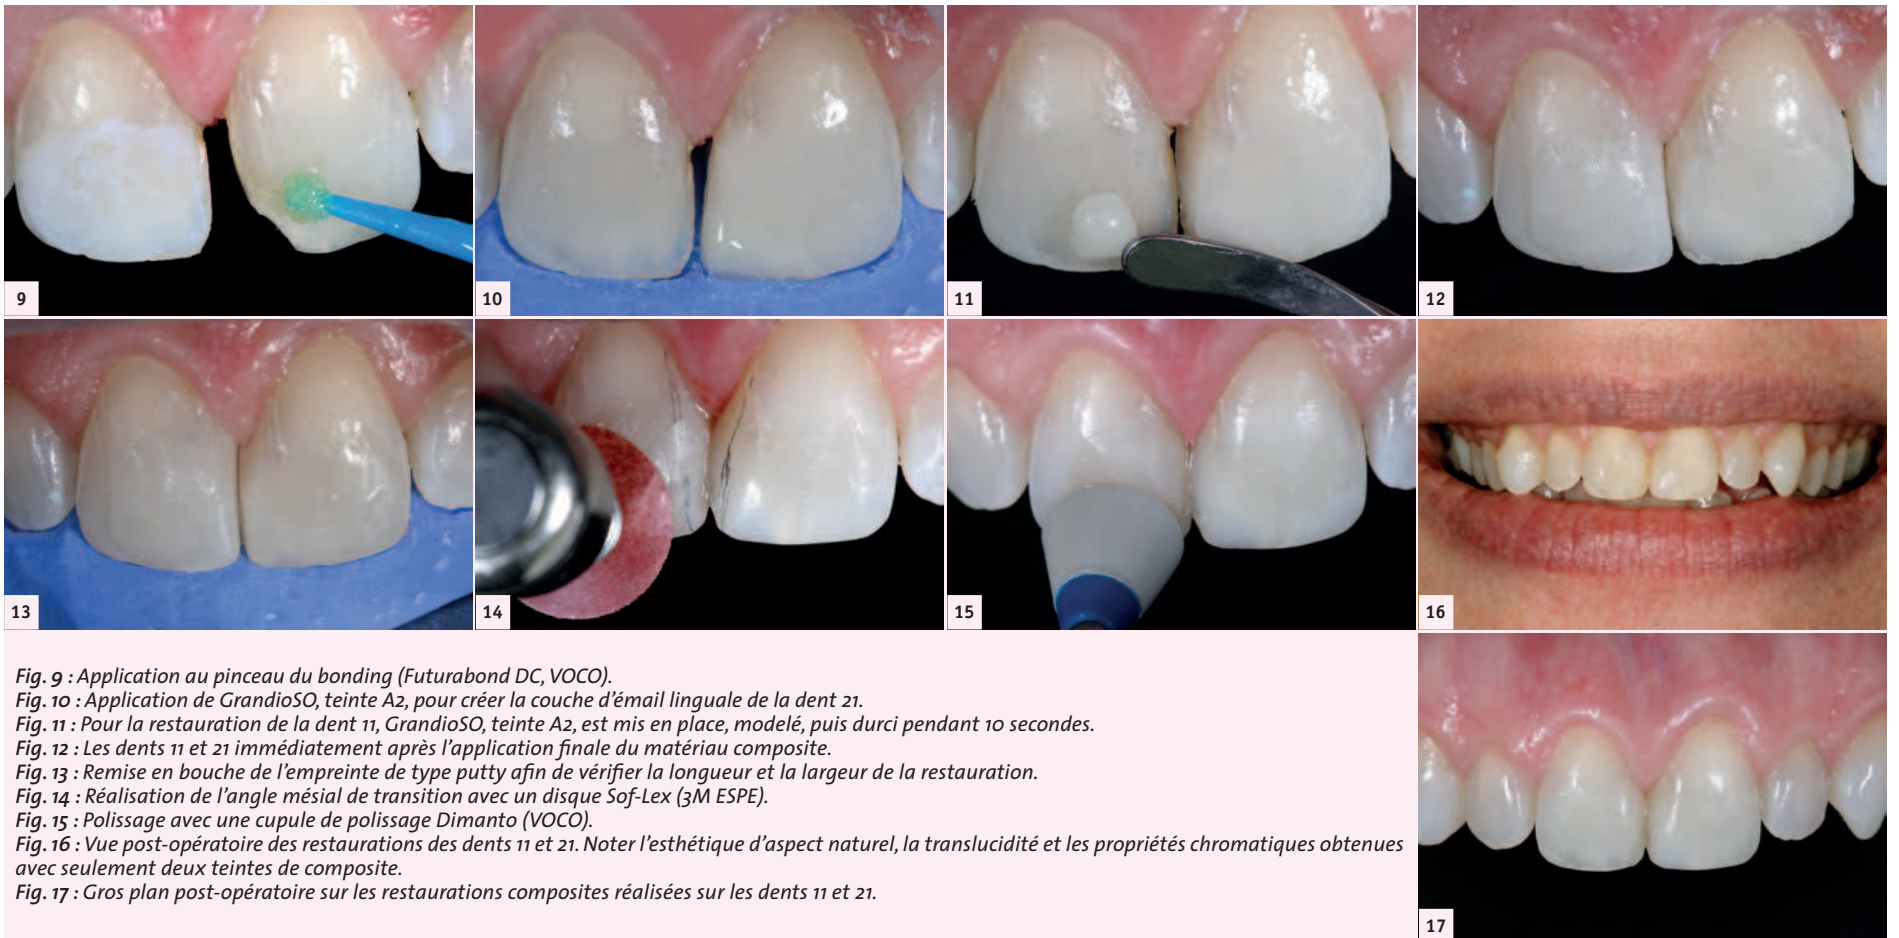 9
10
11
12
13
14
15
16
Fig. 9 : Application au pinceau du bonding (Futurabond DC, VOCO).
Fig. 10 : Application de GrandioSO, teinte A2, pour créer la couche d'émail linguale de la dent 21.
Fig. 11 : Pour la restauration de la dent 11, GrandioSO, teinte A2, est mis en place, modelé, puis durci pendant 10 secondes.
Fig. 12 : Les dents 11 et 21 immédiatement après l'application finale du matériau composite.
Fig. 13 : Remise en bouche de l'empreinte de type putty afin de vérifier la longueur et la largeur de la restauration.
Fig. 14 : Réalisation de l'angle mésial de transition avec un disque Sof-Lex (3M ESPE).
Fig. 15 : Polissage avec une cupule de polissage Dimanto (VOCO).
Fig. 16 : Vue post-opératoire des restaurations des dents 11 et 21. Noter l'esthétique d'aspect naturel, la translucidité et les propriétés chromatiques obtenues
avec seulement deux teintes de composite.
Fig. 17 : Gros plan post-opératoire sur les restaurations composites réalisées sur les dents 11 et 21.
17